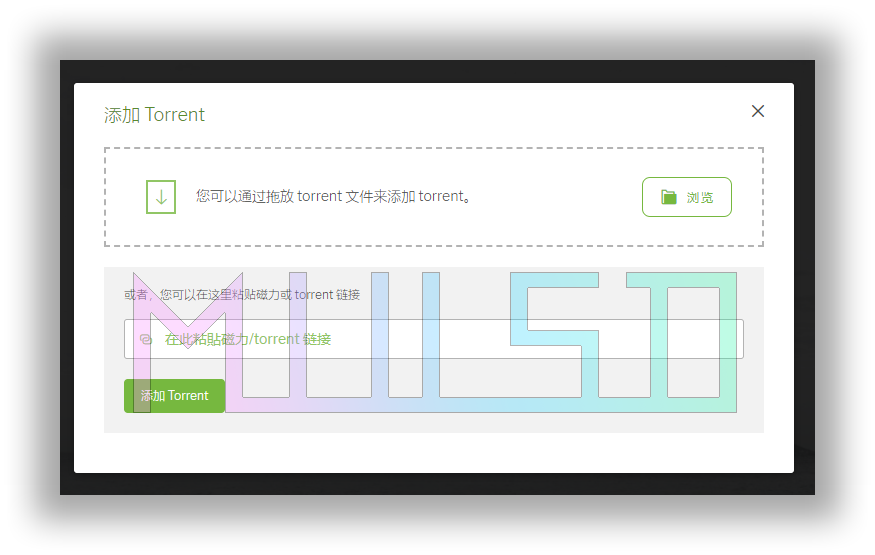 添加 Torrent
您可以通过拖放 torrent 文件来添加 torrent。
浏览
或者，您可以在这里粘贴磁力或 torrent 链接
在此粘貼磁力/torrent 链接
添加 Torrent